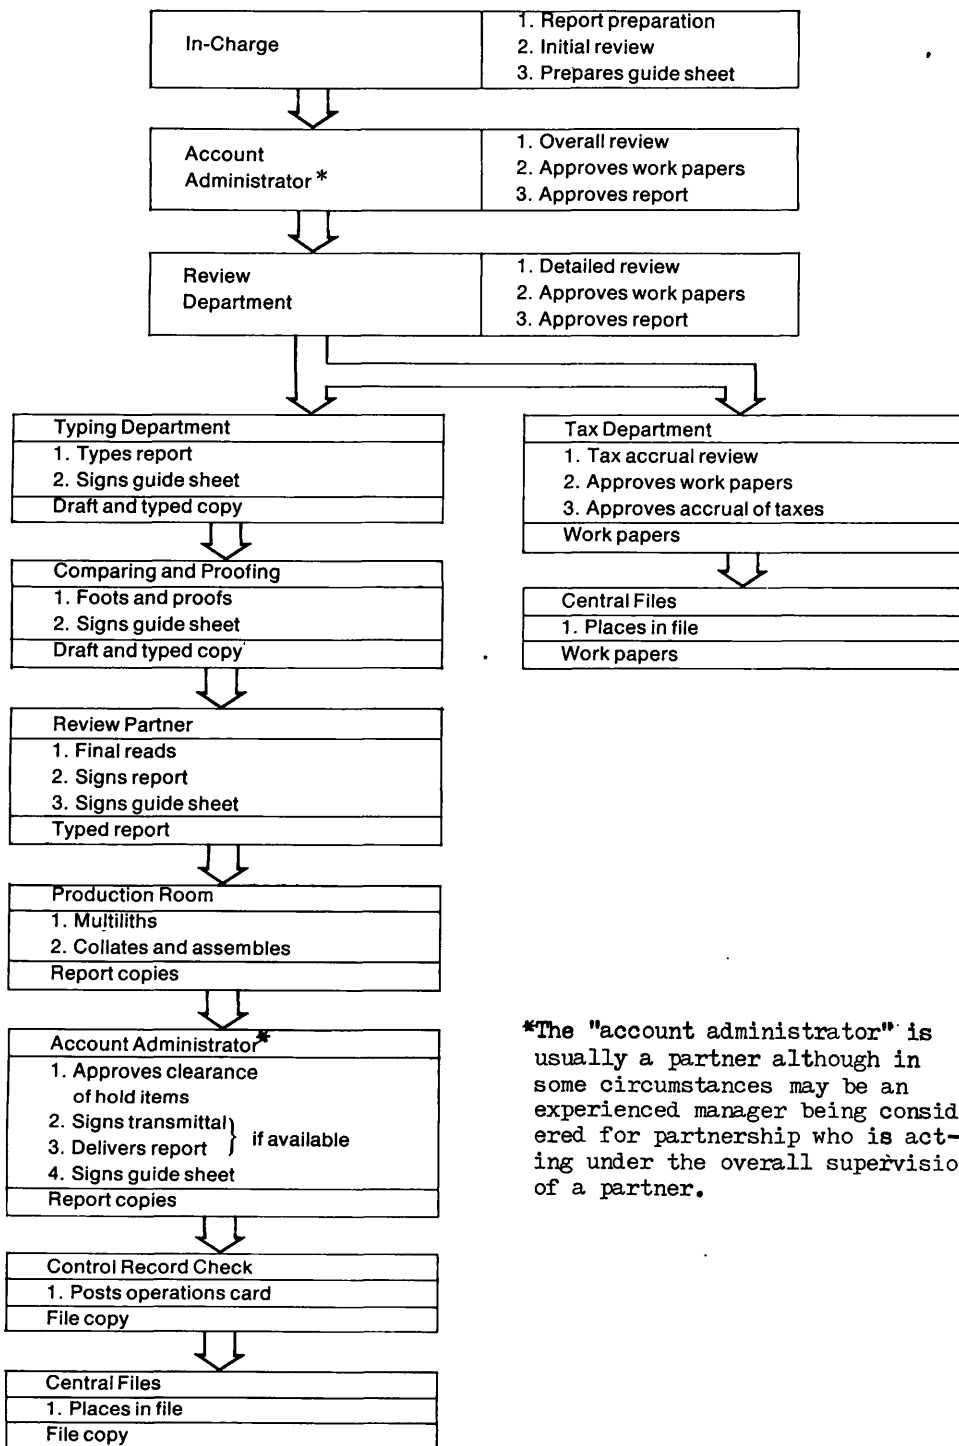 In-Charge
1. Report preparation
2. Initial review
3. Prepares guide sheet
Account
Administrator *
1. Overall review
2. Approves work papers
3. Approves report
Review
Department
1. Detailed review
2. Approves work papers
3. Approves report
Typing Department
1. Types report
2. Signs guide sheet
Draft and typed copy
Tax Department
1. Tax accrual review
2. Approves work papers
3. Approves accrual of taxes
Work papers
Comparing and Proofing
1. Foots and proofs
2. Signs guide sheet
Draft and typed copy
Central Files
1. Places in file
Work papers
Review Partner
1. Final reads
2. Signs report
3. Signs guide sheet
Typed report
Production Room
1. Multiliths
2. Collates and assembles
Report copies
Account Administrator*
1. Approves clearance
of hold items
2. Signs transmittal
3. Delivers report
if available
4. Signs guide sheet
Report copies
*The "account administrator" is
usually a partner although in
some circumstances may be an
experienced manager being consid
ered for partnership who is act-
ing under the overall supervisio
of a partner.
Control Record Check
1. Posts operations card
File copy
Central Files
1. Places in file
File copy